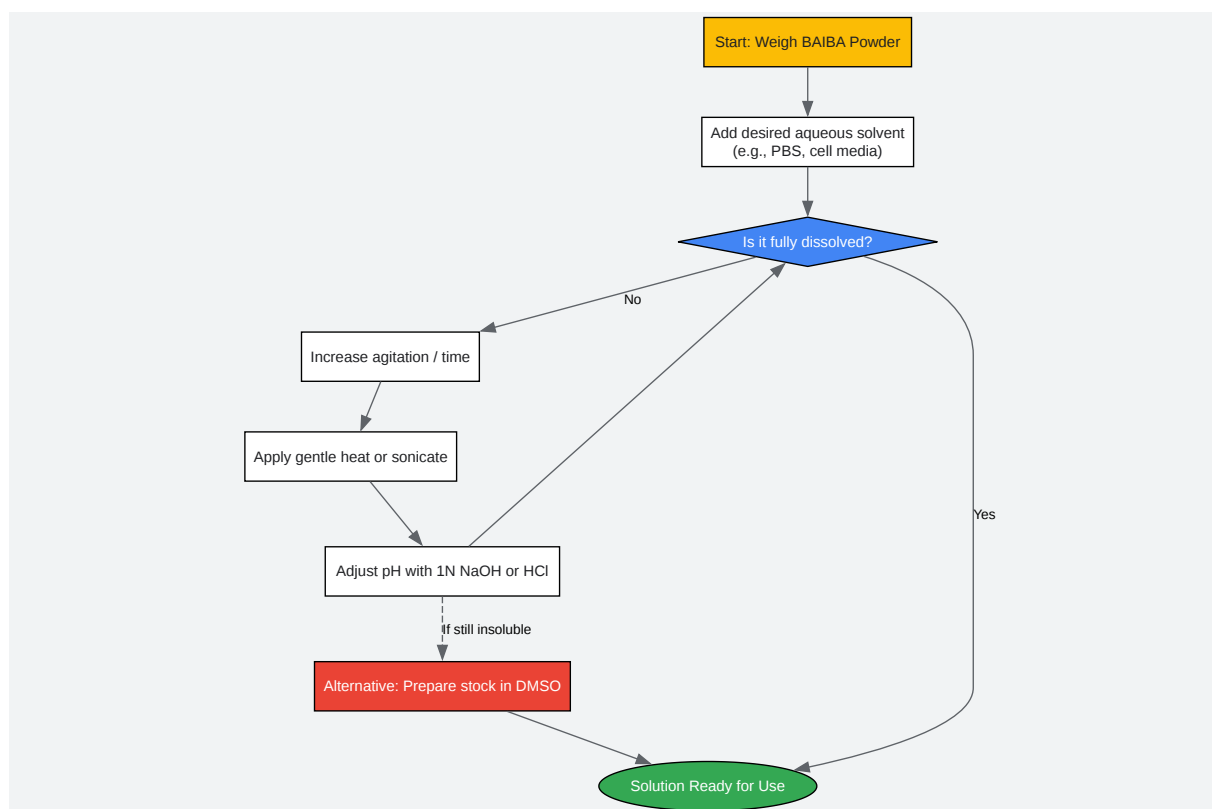 Start: Weigh BAIBA Powder
Add desired aqueous solvent
(e.g., PBS, cell media)
Is it fully dissolved?
No
Increase agitation / time
Apply gentle heat or sonicate
Yes
Adjust pH with 1N NaOH or HCl
If still insoluble
Alternative: Prepare stock in DMSO
Solution Ready for Use